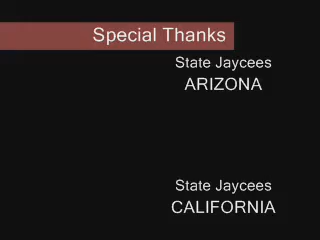 Special Thanks
State Jaycees
ARIZONA
State Jaycees
CALIFORNIA